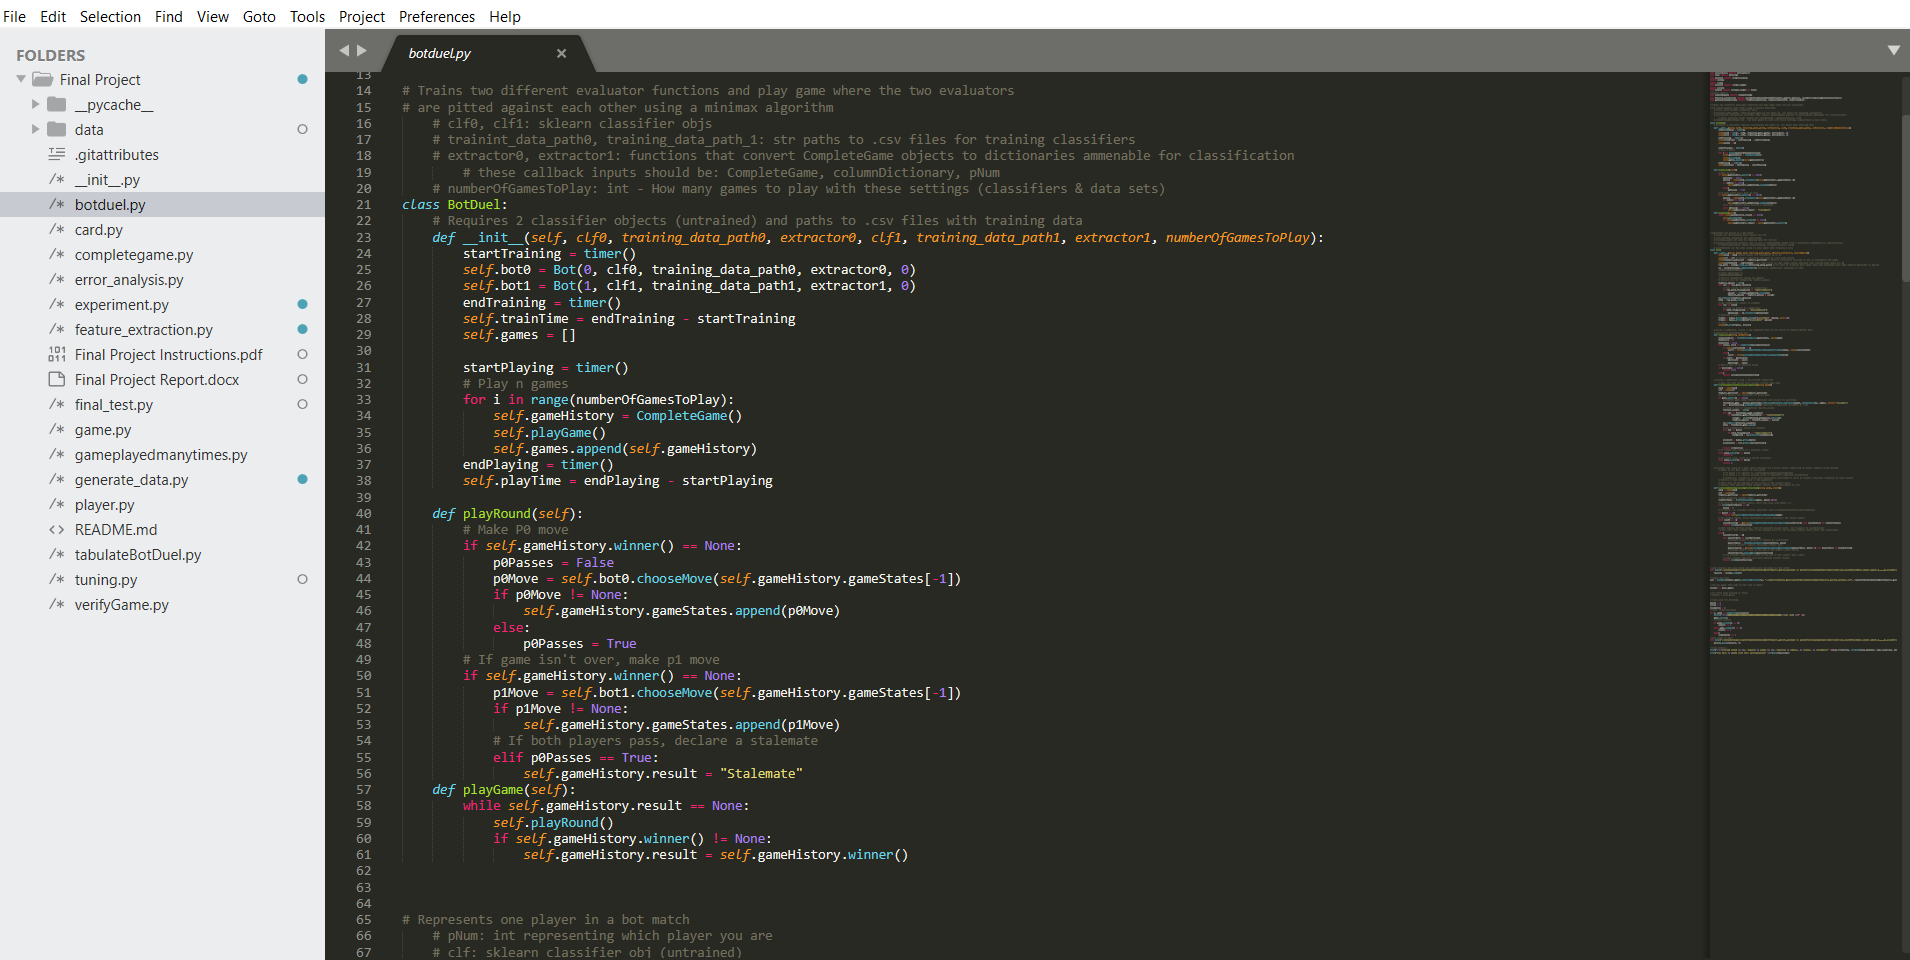 File Edit Selection Find View Goto Tools Project Preferences Help
FOLDERS
Final Project
__pycache__
data
.gitattributes
__init__.py
botduel.py
card.py
completegame.py
error_analysis.py
experiment.py
feature_extraction.py
Final Project Instructions.pdf
Final Project Report.docx
final_test.py
game.py
gameplayedmanytimes.py
generate_data.py
player.py
README.md
tabulateBotDuel.py
tuning.py
verifyGame.py
botduel.py
13
14 # Trains two different evaluator functions and play game where the two evaluators
15 # are pitted against each other using a minimax algorithm
16     # clf0, clf1: sklearn classifier objs
17     # trainint_data_path0, training_data_path_1: str paths to .csv files for training classifiers
18     # extractor0, extractor1: functions that convert CompleteGame objects to dictionaries ammenable for classification
19         # these callback inputs should be: CompleteGame, columnDictionary, pNum
20     # numberOfGamesToPlay: int - How many games to play with these settings (classifiers & data sets)
21 class BotDuel:
22     # Requires 2 classifier objects (untrained) and paths to .csv files with training data
23     def __init__(self, clf0, training_data_path0, extractor0, clf1, training_data_path1, extractor1, numberOfGamesToPlay):
24         startTraining = timer()
25         self.bot0 = Bot(0, clf0, training_data_path0, extractor0, 0)
26         self.bot1 = Bot(1, clf1, training_data_path1, extractor1, 0)
27         endTraining = timer()
28         self.trainTime = endTraining - startTraining
29         self.games = []
30
31         startPlaying = timer()
32         # Play n games
33         for i in range(numberOfGamesToPlay):
34             self.gameHistory = CompleteGame()
35             self.playGame()
36             self.games.append(self.gameHistory)
37         endPlaying = timer()
38         self.playTime = endPlaying - startPlaying
39
40     def playRound(self):
41         # Make P0 move
42         if self.gameHistory.winner() == None:
43             p0Passes = False
44             p0Move = self.bot0.chooseMove(self.gameHistory.gameStates[-1])
45             if p0Move != None:
46                 self.gameHistory.gameStates.append(p0Move)
47             else:
48                 p0Passes = True
49         # If game isn't over, make p1 move
50         if self.gameHistory.winner() == None:
51             p1Move = self.bot1.chooseMove(self.gameHistory.gameStates[-1])
52             if p1Move != None:
53                 self.gameHistory.gameStates.append(p1Move)
54             # If both players pass, declare a stalemate
55             elif p0Passes == True:
56                 self.gameHistory.result = "Stalemate"
57     def playGame(self):
58         while self.gameHistory.result == None:
59             self.playRound()
60             if self.gameHistory.winner() != None:
61                 self.gameHistory.result = self.gameHistory.winner()
62
63
64
65 # Represents one player in a bot match
66     # pNum: int representing which player you are
67     # clf: sklearn classifier obj (untrained)